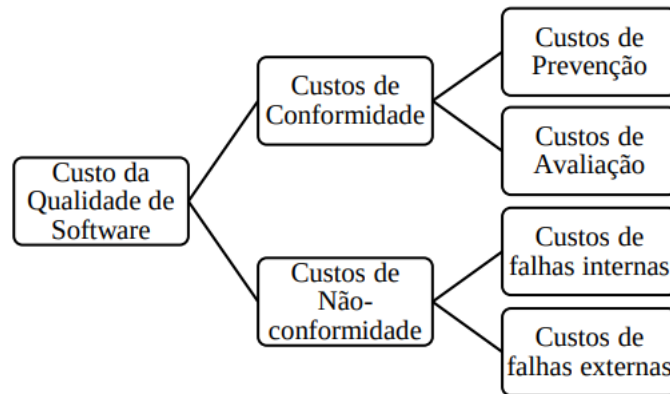 Custo da
Qualidade de
Software
Custos de
Conformidade
Custos de
Prevenção
Custos de
Avaliação
Custos de
Não-
conformidade
Custos de
falhas internas
Custos de
falhas externas